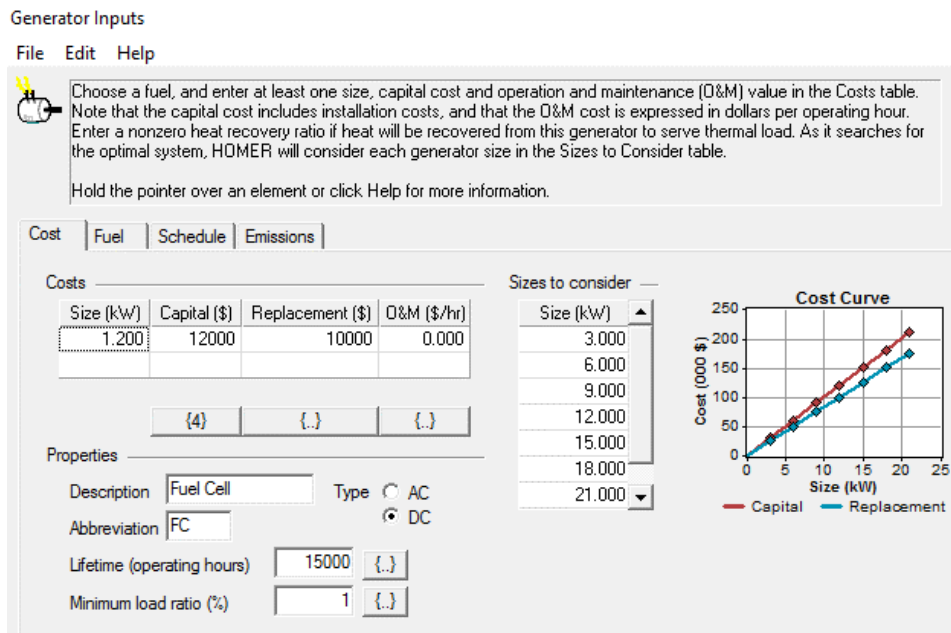 Generator Inputs
File Edit Help
Choose a fuel, and enter at least one size, capital cost and operation and maintenance (O&M) value in the Costs table.
Note that the capital cost includes installation costs, and that the O&M cost is expressed in dollars per operating hour.
Enter a nonzero heat recovery ratio if heat will be recovered from this generator to serve thermal load. As it searches for
the optimal system, HOMER will consider each generator size in the Sizes to Consider table.
Hold the pointer over an element or click Help for more information.
Cost Fuel Schedule Emissions
Costs
Size (kW) Capital ($) Replacement ($) O&M ($/hr)
1.200 12000 10000 0.000
{4} {..} {..}
Properties
Description Fuel Cell Type AC
DC
Abbreviation FC
Lifetime (operating hours) 15000 {..}
Minimum load ratio (%) 1 {..}
Sizes to consider
Size (kW)
3.000
6.000
9.000
12.000
15.000
18.000
21.000
Cost Curve
Cost (000 $)
250
200
150
100
50
0
0 5 10 15 20 25
Size (kW)
Capital Replacement